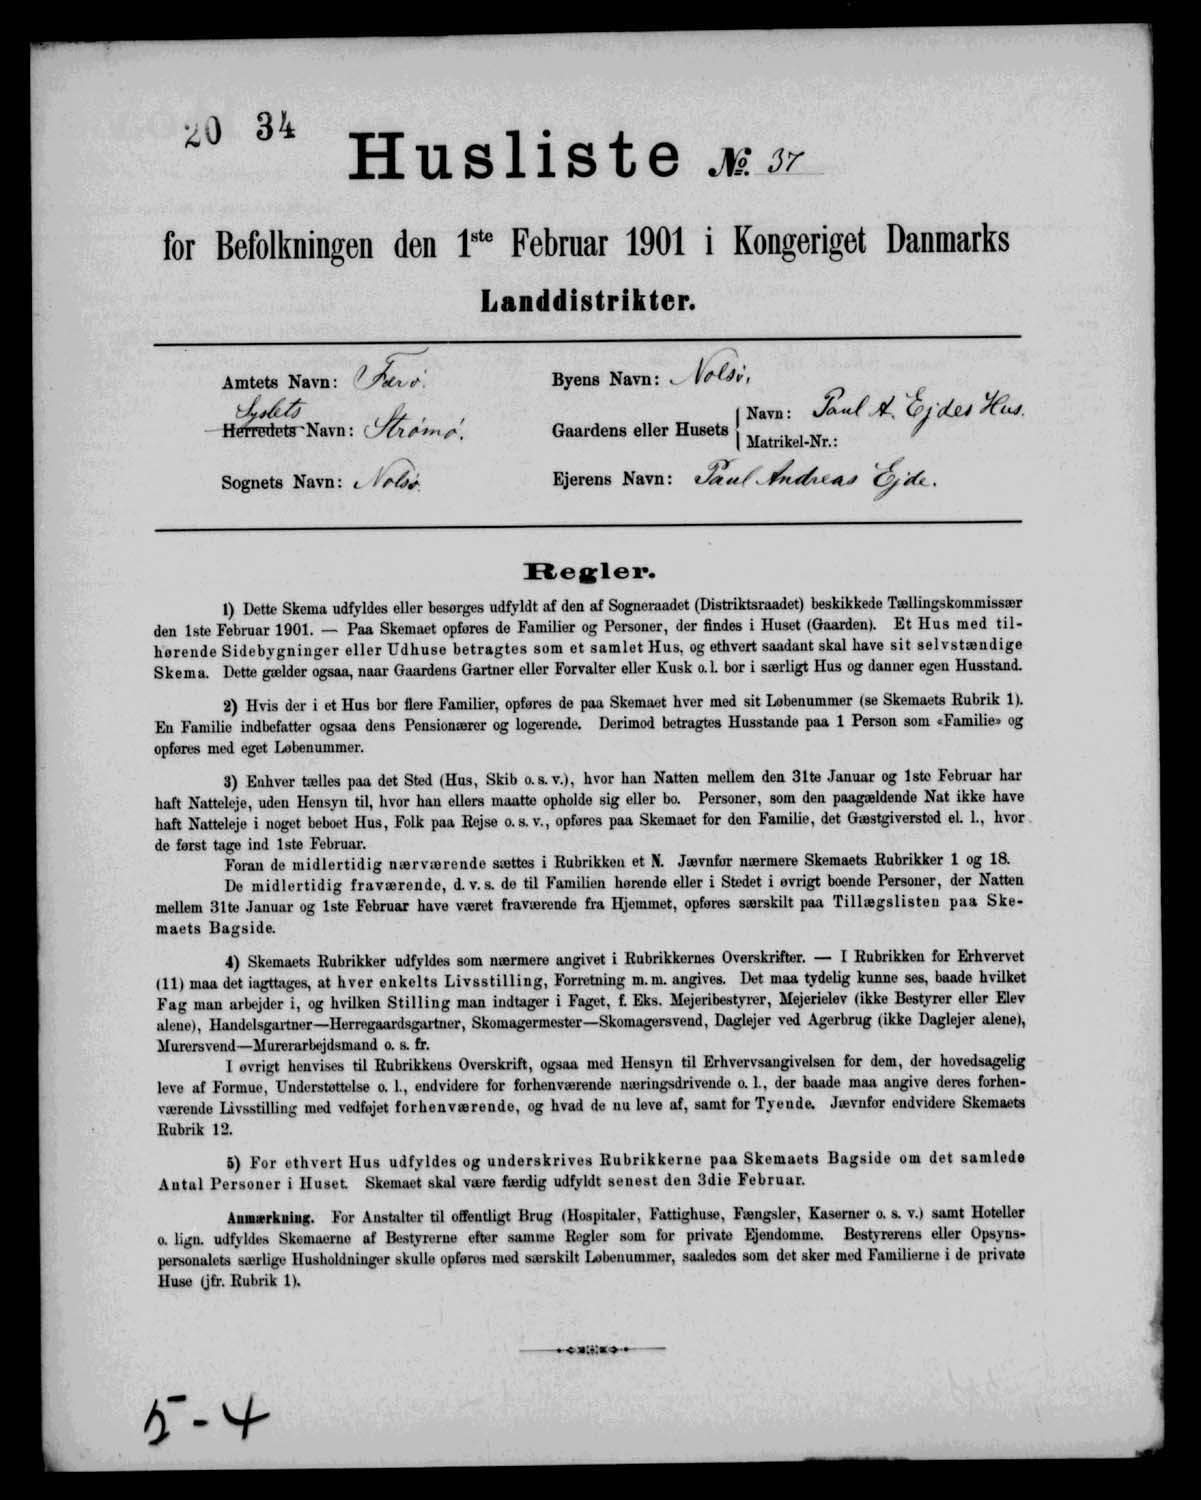 20 34
Husliste № 37
for Befolkningen den 1ste Februar 1901 i Kongeriget Danmarks
Landdistrikter.
Amtets Navn: Færø.
Syslets
Herredets Navn: Strømø.
Sognets Navn: Nolsø.
Byens Navn: Nolsø,
Gaardens eller Husets
Navn: Paul A. Ejdes Hus.
Matrikel-Nr.:
Ejerens Navn: Paul Andreas Ejde.
Regler.
1) Dette Skema udfyldes eller besørges udfyldt af den af Sogneraadet (Distriktsraadet) beskikkede Tællingskommissær
den 1ste Februar 1901. — Paa Skemaet opføres de Familier og Personer, der findes i Huset (Gaarden). Et Hus med til-
hørende Sidebygninger eller Udhuse betragtes som et samlet Hus, og ethvert saadant skal have sit selvstændige
Skema. Dette gælder ogsaa, naar Gaardens Gartner eller Forvalter eller Kusk o. l. bor i særligt Hus og danner egen Husstand.
2) Hvis der i et Hus bor flere Familier, opføres de paa Skemaet hver med sit Løbenummer (se Skemaets Rubrik 1).
En Familie indbefatter ogsaa dens Pensionærer og logerende. Derimod betragtes Husstande paa 1 Person som «Familie» og
opføres med eget Løbenummer.
3) Enhver tælles paa det Sted (Hus, Skib o. s. v.), hvor han Natten mellem den 31te Januar og 1ste Februar har
haft Natteleje, uden Hensyn til, hvor han ellers maatte opholde sig eller bo. Personer, som den paagældende Nat ikke have
haft Natteleje i noget beboet Hus, Folk paa Rejse o. s. v., opføres paa Skemaet for den Familie, det Gæstgiversted el. l., hvor
de først tage ind 1ste Februar.
Foran de midlertidig nærværende sættes i Rubrikken et N. Jævnfør nærmere Skemaets Rubrikker 1 og 18.
De midlertidig fraværende, d. v. s. de til Familien hørende eller i Stedet i øvrigt boende Personer, der Natten
mellem 31te Januar og 1ste Februar have været fraværende fra Hjemmet, opføres særskilt paa Tillægslisten paa Ske-
maets Bagside.
4) Skemaets Rubrikker udfyldes som nærmere angivet i Rubrikkernes Overskrifter. — I Rubrikken for Erhvervet
(11) maa det iagttages, at hver enkelts Livsstilling, Forretning m. m. angives. Det maa tydelig kunne ses, baade hvilket
Fag man arbejder i, og hvilken Stilling man indtager i Faget, f. Eks. Mejeribestyrer, Mejerielev (ikke Bestyrer eller Elev
alene), Handelsgartner—Herregaardsgartner, Skomagermester—Skomagersvend, Daglejer ved Agerbrug (ikke Daglejer alene),
Murersvend—Murerarbejdsmand o. s. fr.
I øvrigt henvises til Rubrikkens Overskrift, ogsaa med Hensyn til Erhvervsangivelsen for dem, der hovedsagelig
leve af Formue, Understøttelse o. l., endvidere for forhenværende næringsdrivende o. l., der baade maa angive deres forhen-
værende Livsstilling med vedføjet forhenværende, og hvad de nu leve af, samt for Tyende. Jævnfør endvidere Skemaets
Rubrik 12.
5) For ethvert Hus udfyldes og underskrives Rubrikkerne paa Skemaets Bagside om det samlede
Antal Personer i Huset. Skemaet skal være færdig udfyldt senest den 3die Februar.
Anmærkning. For Anstalter til offentligt Brug (Hospitaler, Fattighuse, Fængsler, Kaserner o. s. v.) samt Hoteller
o. lign. udfyldes Skemaerne af Bestyrerne efter samme Regler som for private Ejendomme. Bestyrerens eller Opsyns-
personalets særlige Husholdninger skulle opføres med særskilt Løbenummer, saaledes som det sker med Familierne i de private
Huse (jfr. Rubrik 1).
5-4